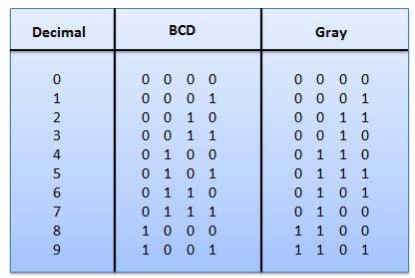 Decimal BCD Gray
0 0 0 0 0 0 0 0 0
1 0 0 0 1 0 0 0 1
2 0 0 1 0 0 0 1 1
3 0 0 1 1 0 0 1 0
4 0 1 0 0 0 1 1 0
5 0 1 0 1 0 1 1 1
6 0 1 1 0 0 1 0 1
7 0 1 1 1 0 1 0 0
8 1 0 0 0 1 1 0 0
9 1 0 0 1 1 1 0 1